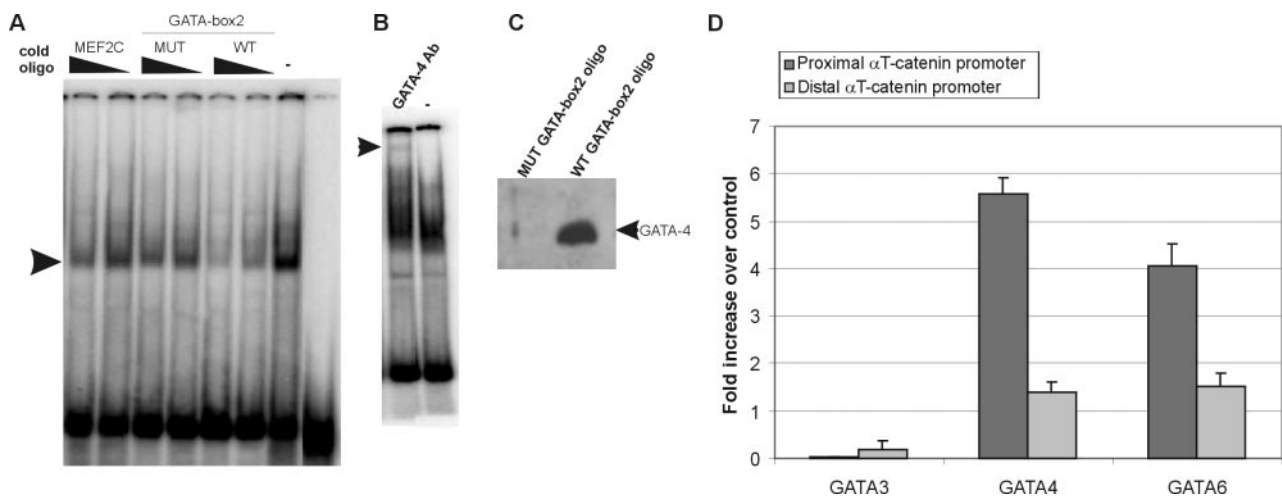 A
GATA-box2
cold oligo
MEF2C MUT WT -
B
GATA-4 Ab
-
C
MUT GATA-box2 oligo
WT GATA-box2 oligo
GATA-4
D
Proximal αT-catenin promoter
Distal αT-catenin promoter
Fold increase over control
7
6
5
4
3
2
1
0
GATA3 GATA4 GATA6